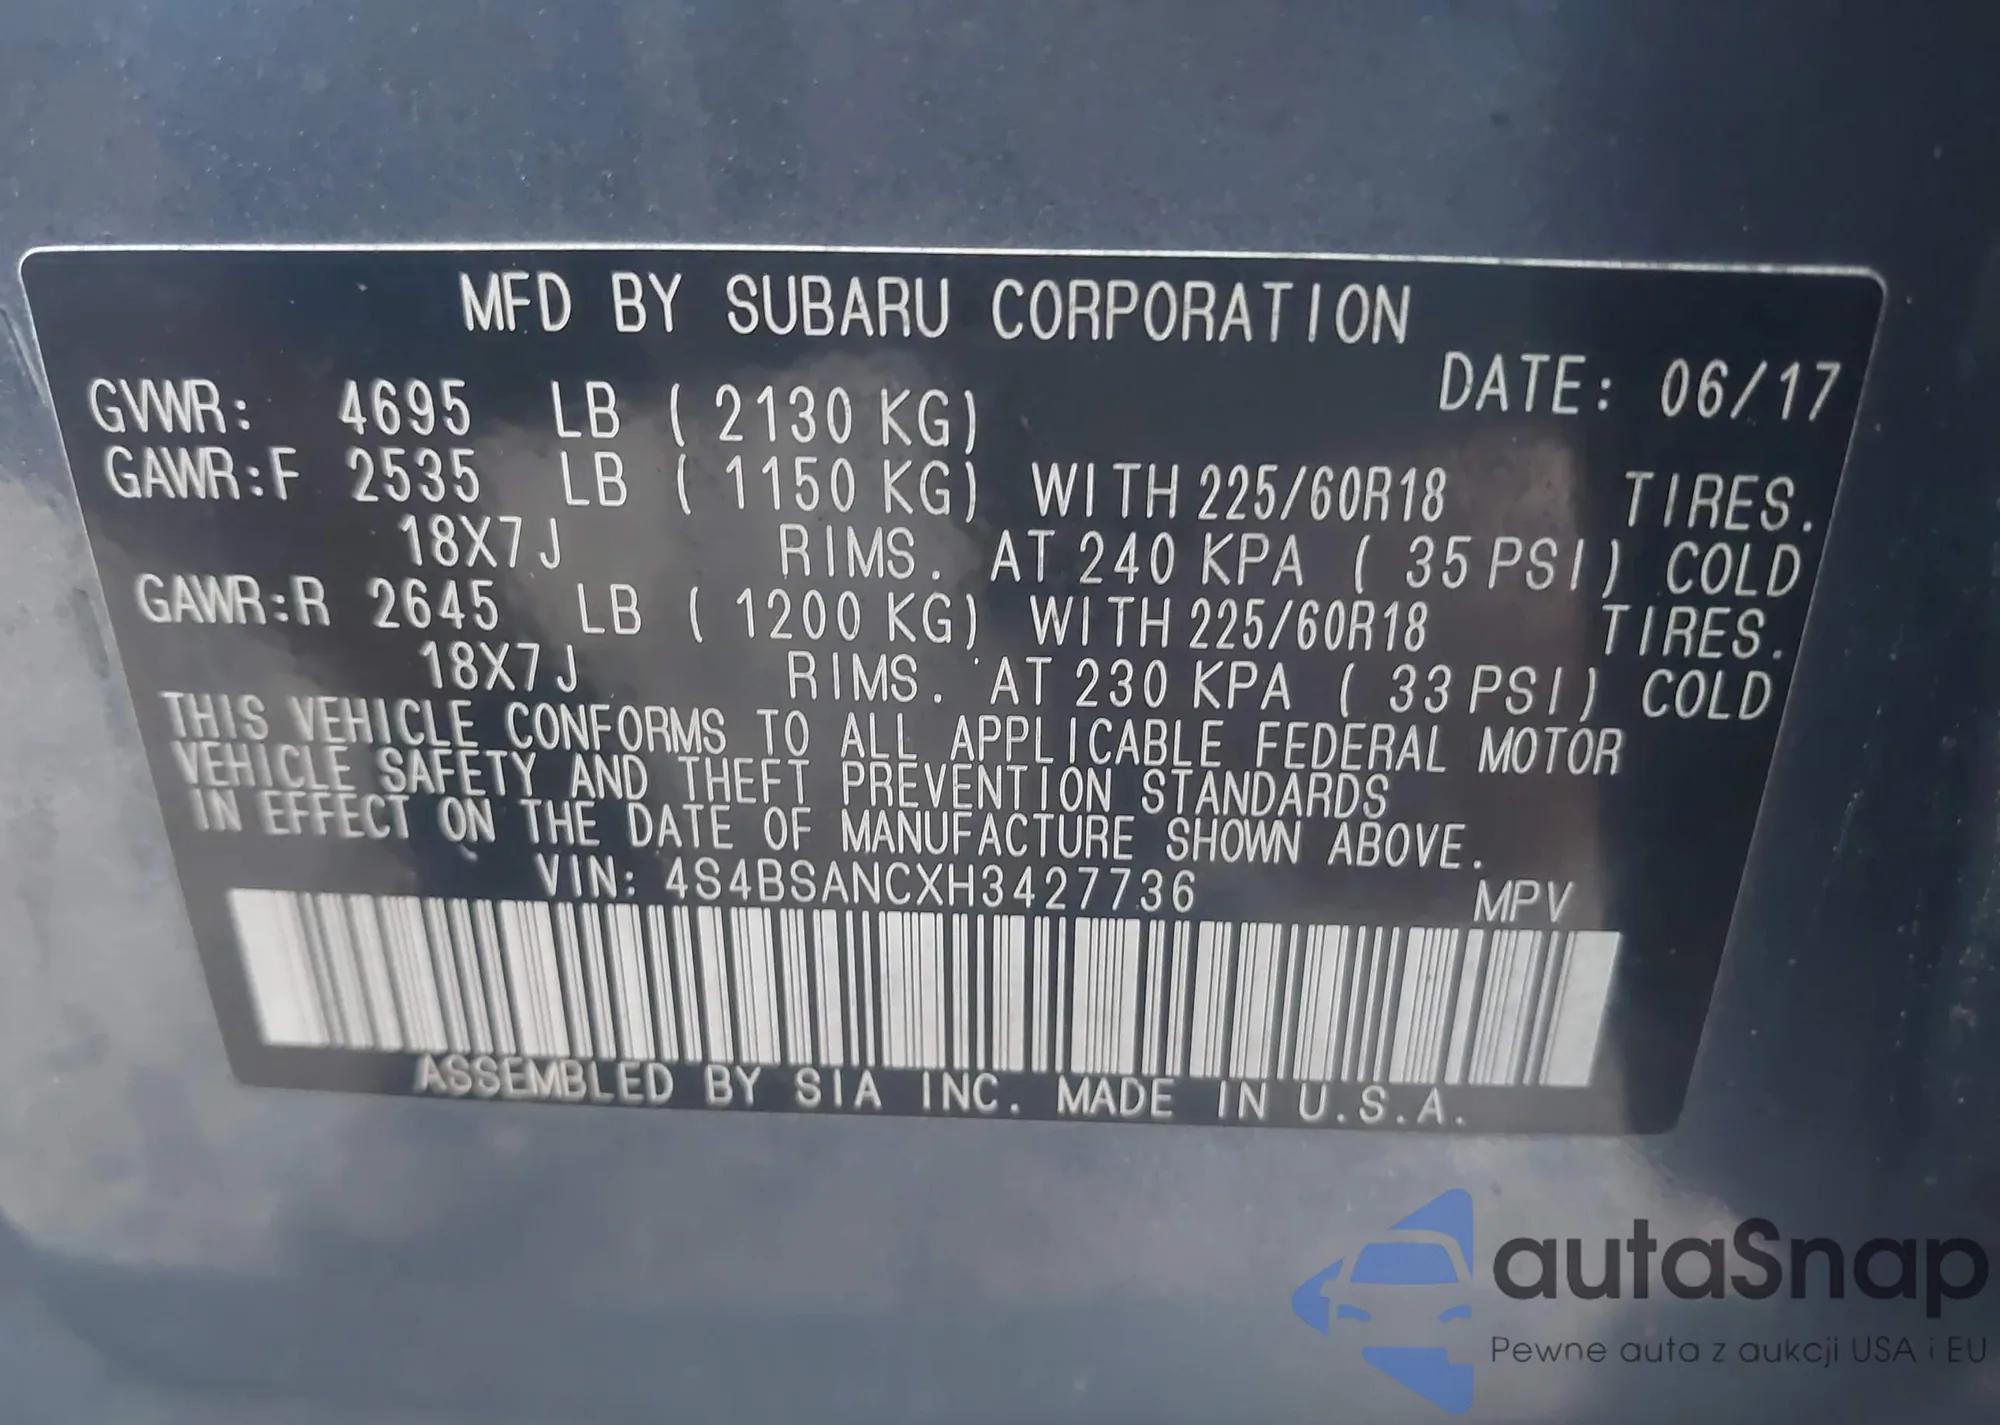 MFD BY SUBARU CORPORATION
DATE: 06/17
GVWR: 4695 LB ( 2130 KG)
GAWR:F 2535 LB ( 1150 KG) WITH 225/60R18 TIRES.
18X7J RIMS. AT 240 KPA ( 35 PSI) COLD
GAWR:R 2645 LB ( 1200 KG) WITH 225/60R18 TIRES.
18X7J RIMS. AT 230 KPA ( 33 PSI) COLD
THIS VEHICLE CONFORMS TO ALL APPLICABLE FEDERAL MOTOR
VEHICLE SAFETY AND THEFT PREVENTION STANDARDS
IN EFFECT ON THE DATE OF MANUFACTURE SHOWN ABOVE.
VIN: 4S4BSANCXH3427736 MPV
ASSEMBLED BY SIA INC. MADE IN U.S.A.
autaSnap
Pewne auta z aukcji USA i EU